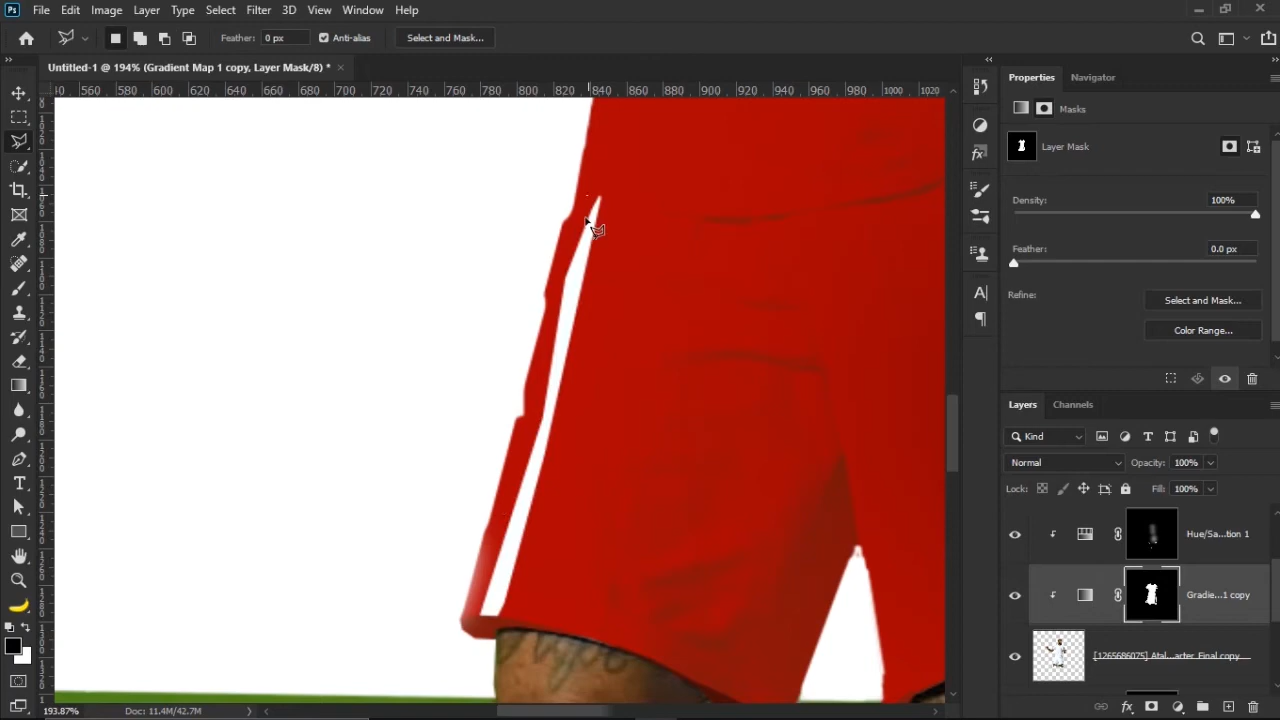 Ps File Edit Image Layer Type Select Filter 3D View Window Help
Feather: 0 px Anti-alias Select and Mask...
Untitled-1 @ 194% (Gradient Map 1 copy, Layer Mask/8) * ×
560 580 600 620 640 660 680 700 720 740 760 780 800 820 840 860 880 900 920 940 960 980 1000 1020
Properties Navigator
Masks
Layer Mask
Density: 100%
Feather: 0.0 px
Refine: Select and Mask...
Color Range...
Layers Channels
Kind
Normal Opacity: 100%
Lock: Fill: 100%
Hue/Sa...tion 1
Gradie...1 copy
[1265686075] Atal...arter_Final copy
193.87% Doc: 11.4M/42.7M